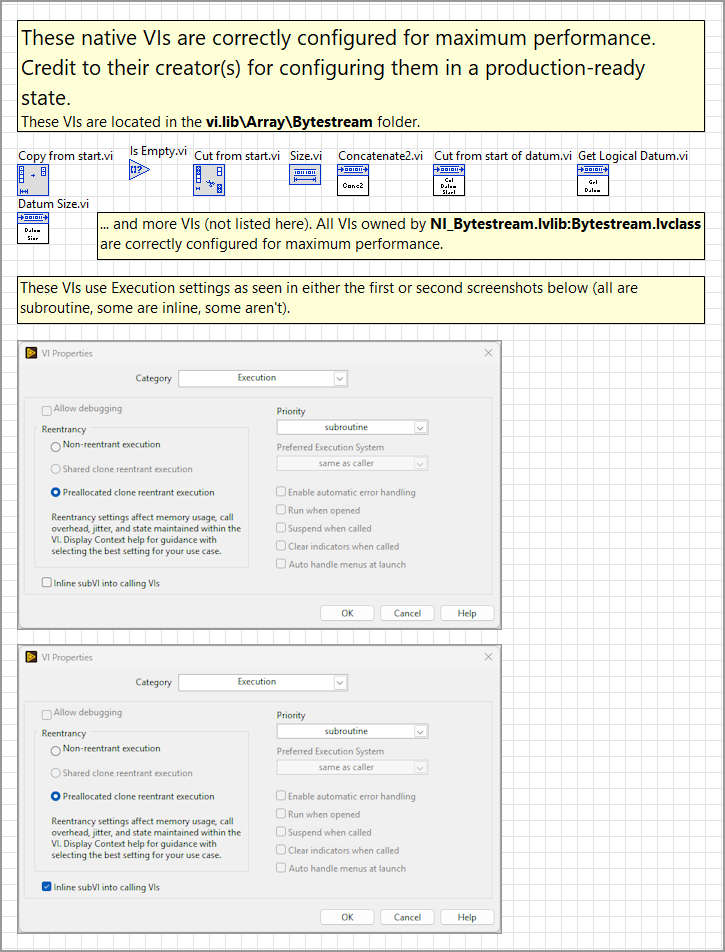 These native VIs are correctly configured for maximum performance.
Credit to their creator(s) for configuring them in a production-ready
state.
These VIs are located in the vi.lib\Array\Bytestream folder.
Copy from start.vi
Is Empty.vi
Cut from start.vi
Size.vi
Concatenate2.vi
Cut from start of datum.vi
Get Logical Datum.vi
[]?
Conc2
Cut
Datum
Start
Get
Datum
Datum Size.vi
Datum
Size
... and more VIs (not listed here). All VIs owned by NI_Bytestream.lvlib:Bytestream.lvclass
are correctly configured for maximum performance.
These VIs use Execution settings as seen in either the first or second screenshots below (all are
subroutine, some are inline, some aren't).
VI Properties
Category
Execution
Allow debugging
Reentrancy
Non-reentrant execution
Shared clone reentrant execution
Preallocated clone reentrant execution
Reentrancy settings affect memory usage, call
overhead, jitter, and state maintained within the
VI. Display Context help for guidance with
selecting the best setting for your use case.
Inline subVI into calling VIs
Priority
subroutine
Preferred Execution System
same as caller
Enable automatic error handling
Run when opened
Suspend when called
Clear indicators when called
Auto handle menus at launch
OK
Cancel
Help
VI Properties
Category
Execution
Allow debugging
Reentrancy
Non-reentrant execution
Shared clone reentrant execution
Preallocated clone reentrant execution
Reentrancy settings affect memory usage, call
overhead, jitter, and state maintained within the
VI. Display Context help for guidance with
selecting the best setting for your use case.
Inline subVI into calling VIs
Priority
subroutine
Preferred Execution System
same as caller
Enable automatic error handling
Run when opened
Suspend when called
Clear indicators when called
Auto handle menus at launch
OK
Cancel
Help